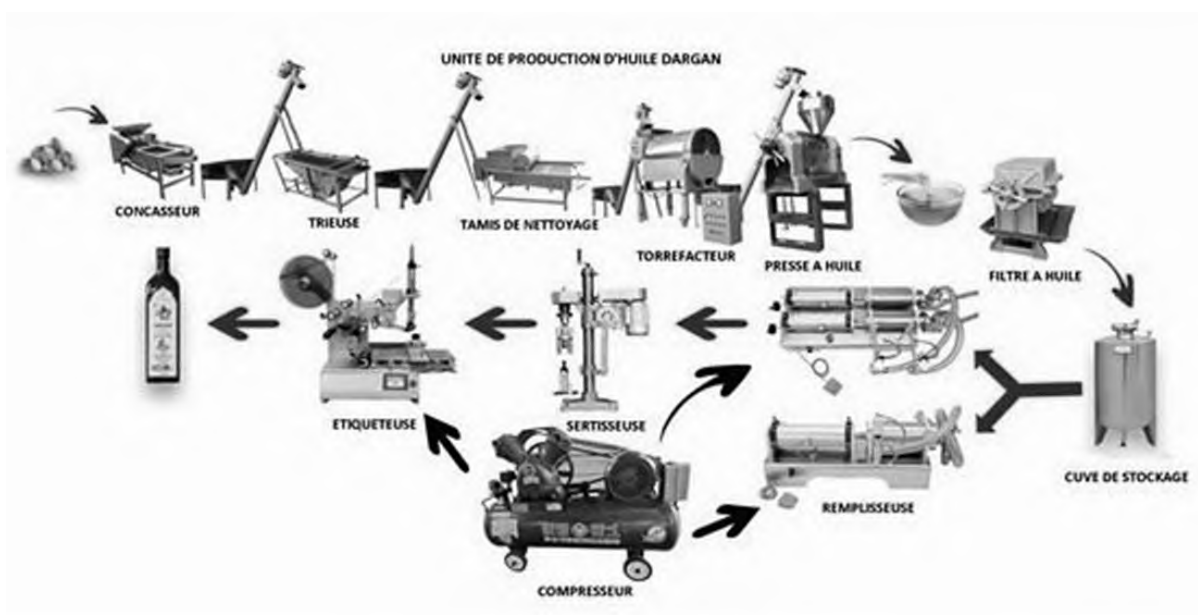 UNITE DE PRODUCTION D'HUILE DARGAN
CONCASSEUR
TRIEUSE
TAMIS DE NETTOYAGE
TORREFACTEUR
PRESSE A HUILE
FILTRE A HUILE
ETIQUETEUSE
SERTISSEUSE
CUVE DE STOCKAGE
REMPLISSEUSE
COMPRESSEUR